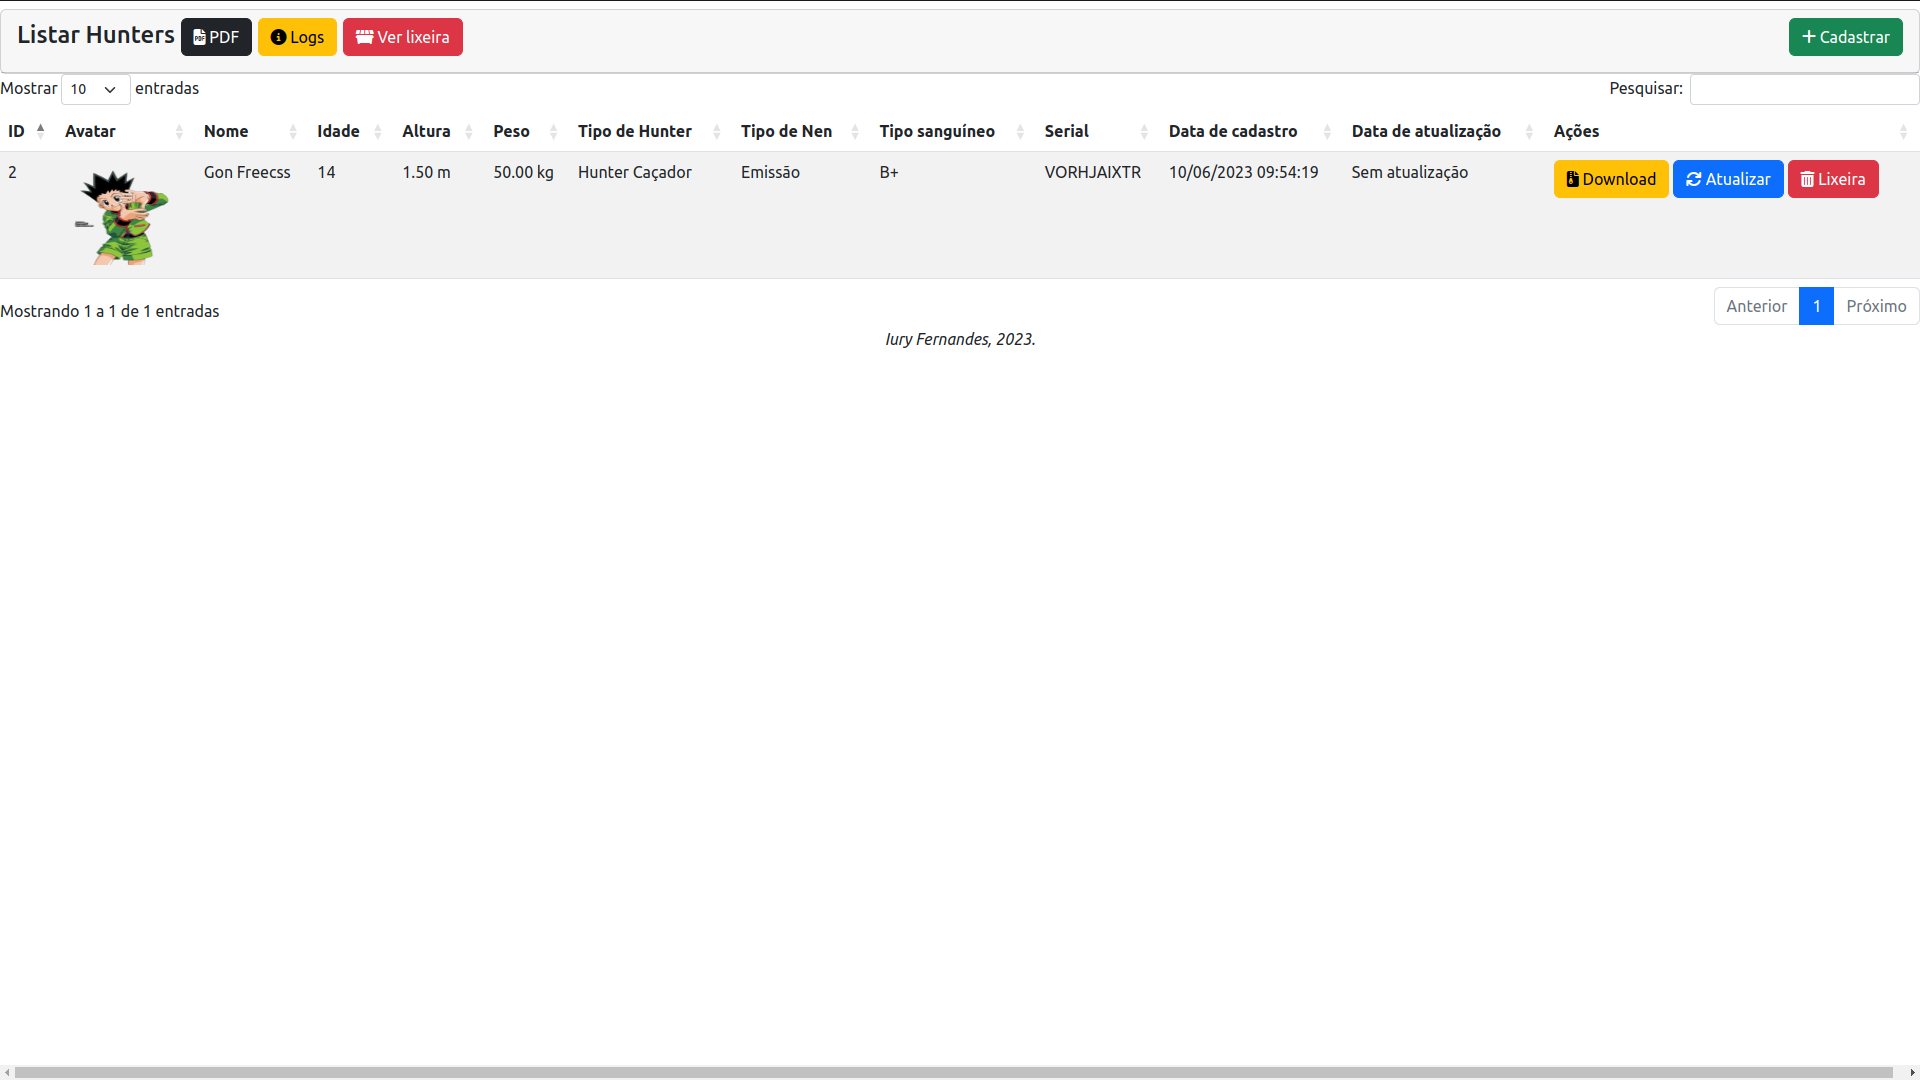 Listar Hunters PDF Logs Ver lixeira Cadastrar
Mostrar 10 entradas Pesquisar:
ID Avatar Nome Idade Altura Peso Tipo de Hunter Tipo de Nen Tipo sanguíneo Serial Data de cadastro Data de atualização Ações
2 Gon Freecss 14 1.50 m 50.00 kg Hunter Caçador Emissão B+ VORHJAIXTR 10/06/2023 09:54:19 Sem atualização Download Atualizar Lixeira
Mostrando 1 a 1 de 1 entradas Anterior 1 Próximo
Iury Fernandes, 2023.